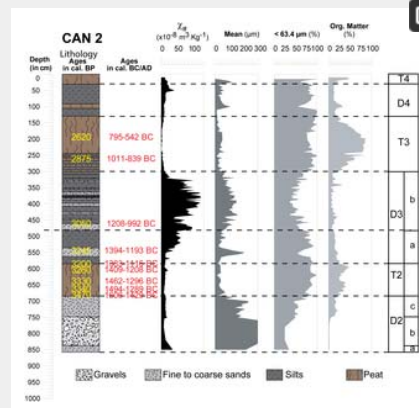 CAN 2
Depth
(in cm)
Lithology
Ages
in cal. BP
Ages
in cal. BC/AD
(x10⁻⁸ m³ Kg⁻¹)
0 50 100
Mean (µm)
0 100 200 300
< 63.4 µm (%)
0 25 50 75 100
Org. Matter
(%)
0 25 50 75 100
0
50
100
150
200
250
300
350
400
450
500
550
600
650
700
750
800
850
900
950
1000
2620 795-542 BC
2875 1011-839 BC
1208-992 BC
1394-1193 BC
1409-1208 BC
1462-1296 BC
T4
D4
T3
D3
b
a
T2
D2
c
b
a
Gravels
Fine to coarse sands
Silts
Peat